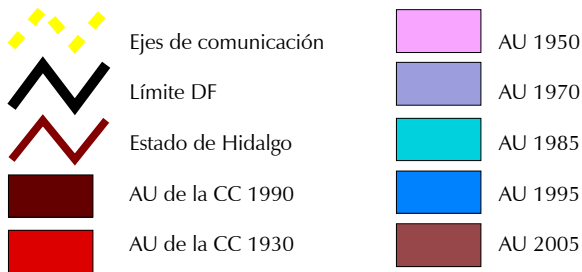 Ejes de comunicación
Límite DF
Estado de Hidalgo
AU de la CC 1990
AU de la CC 1930
AU 1950
AU 1970
AU 1985
AU 1995
AU 2005